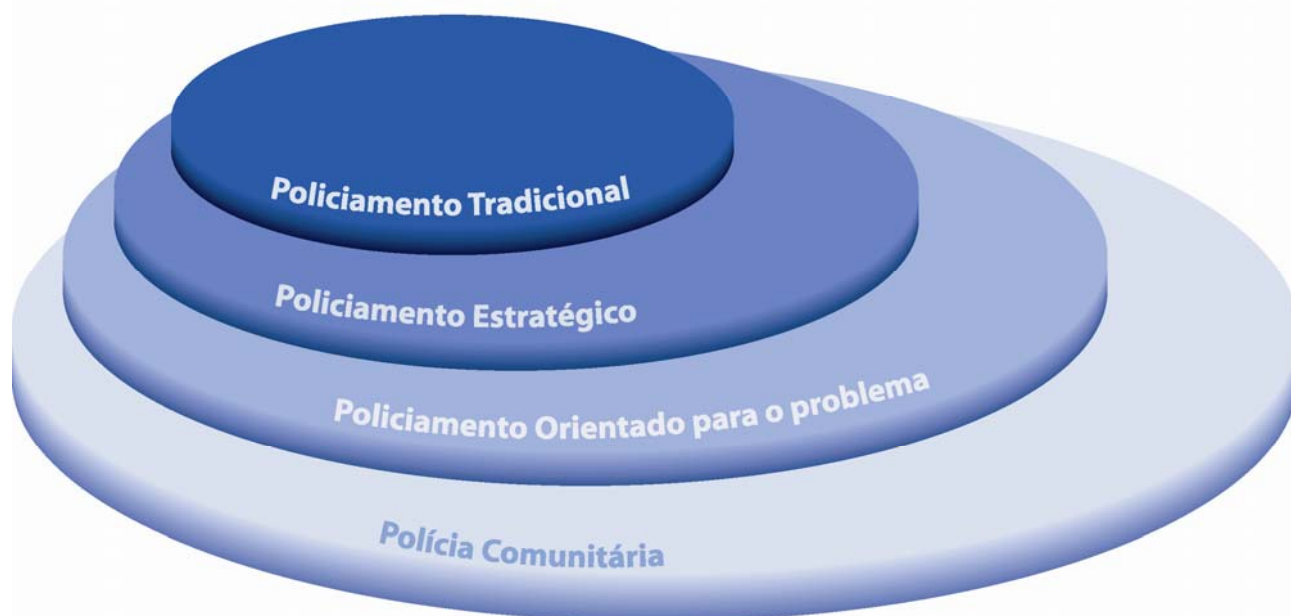 Policiamento Tradicional
Policiamento Estratégico
Policiamento Orientado para o problema
Polícia Comunitária